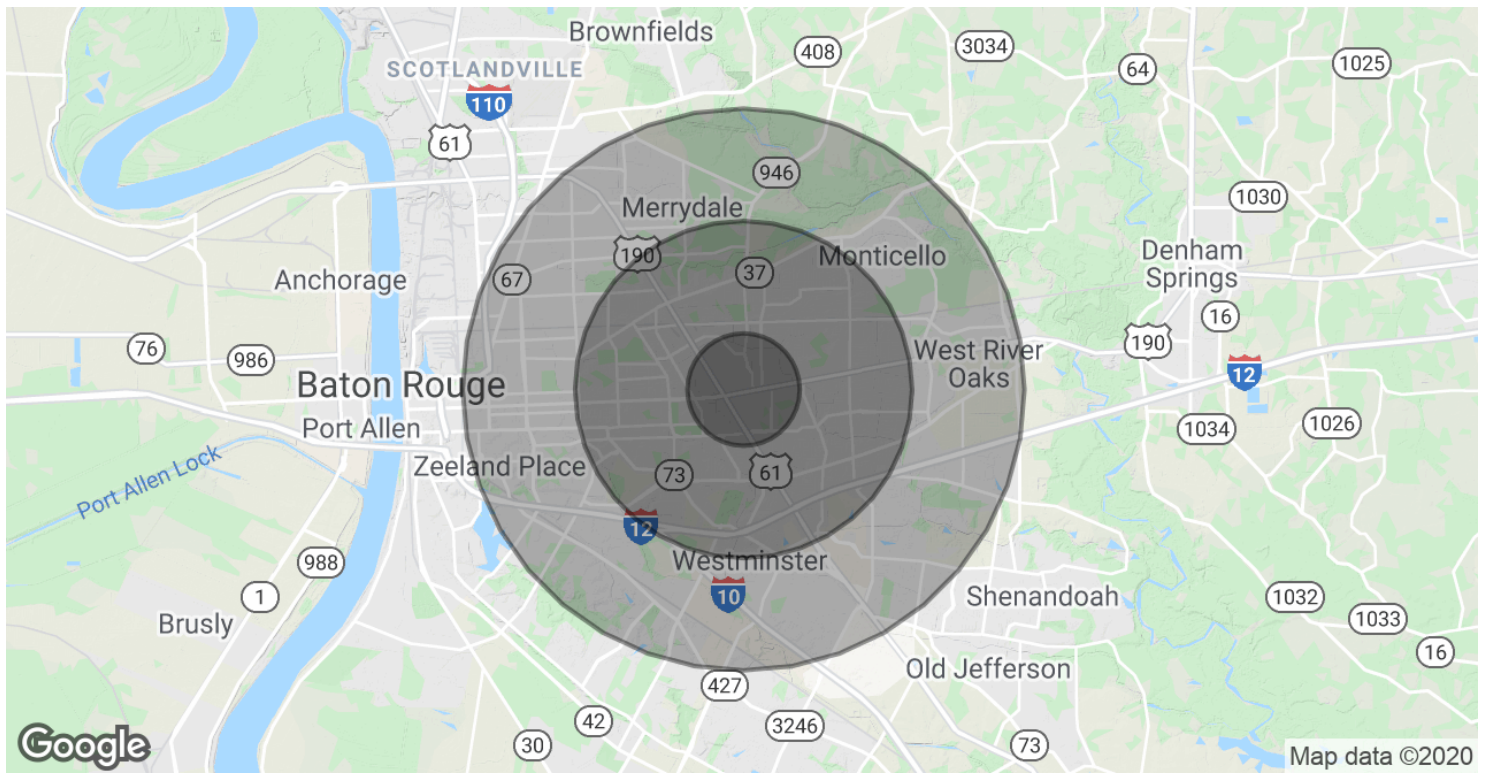 Brownfields
408
3034
64
1025
SCOTLANDVILLE
110
61
946
1030
Merrydale
190
37
Monticello
Denham
Springs
Anchorage
67
16
76
986
190
West River
Oaks
12
Baton Rouge
Port Allen
1034
1026
Zeeland Place
73
61
Port Allen Lock
12
988
Westminster
10
1
Shenandoah
1032
Brusly
1033
16
Old Jefferson
427
42
3246
30
73
Google
Map data ©2020